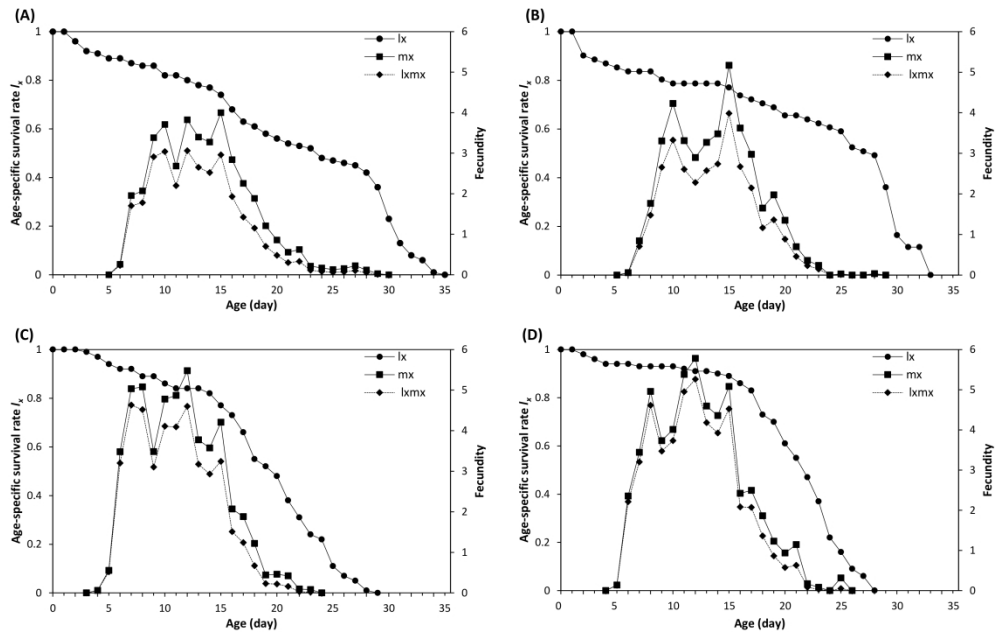 (A)
1
0.8
0.6
0.4
0.2
0
6
5
4
3
2
1
0
0 5 10 15 20 25 30 35
Age-specific survival rate lx
Fecundity
Age (day)
lx
mx
lxmx
(B)
1
0.8
0.6
0.4
0.2
0
6
5
4
3
2
1
0
0 5 10 15 20 25 30 35
Age-specific survival rate lx
Fecundity
Age (day)
lx
mx
lxmx
(C)
1
0.8
0.6
0.4
0.2
0
6
5
4
3
2
1
0
0 5 10 15 20 25 30 35
Age-specific survival rate lx
Fecundity
Age (day)
lx
mx
lxmx
(D)
1
0.8
0.6
0.4
0.2
0
6
5
4
3
2
1
0
0 5 10 15 20 25 30 35
Age-specific survival rate lx
Fecundity
Age (day)
lx
mx
lxmx